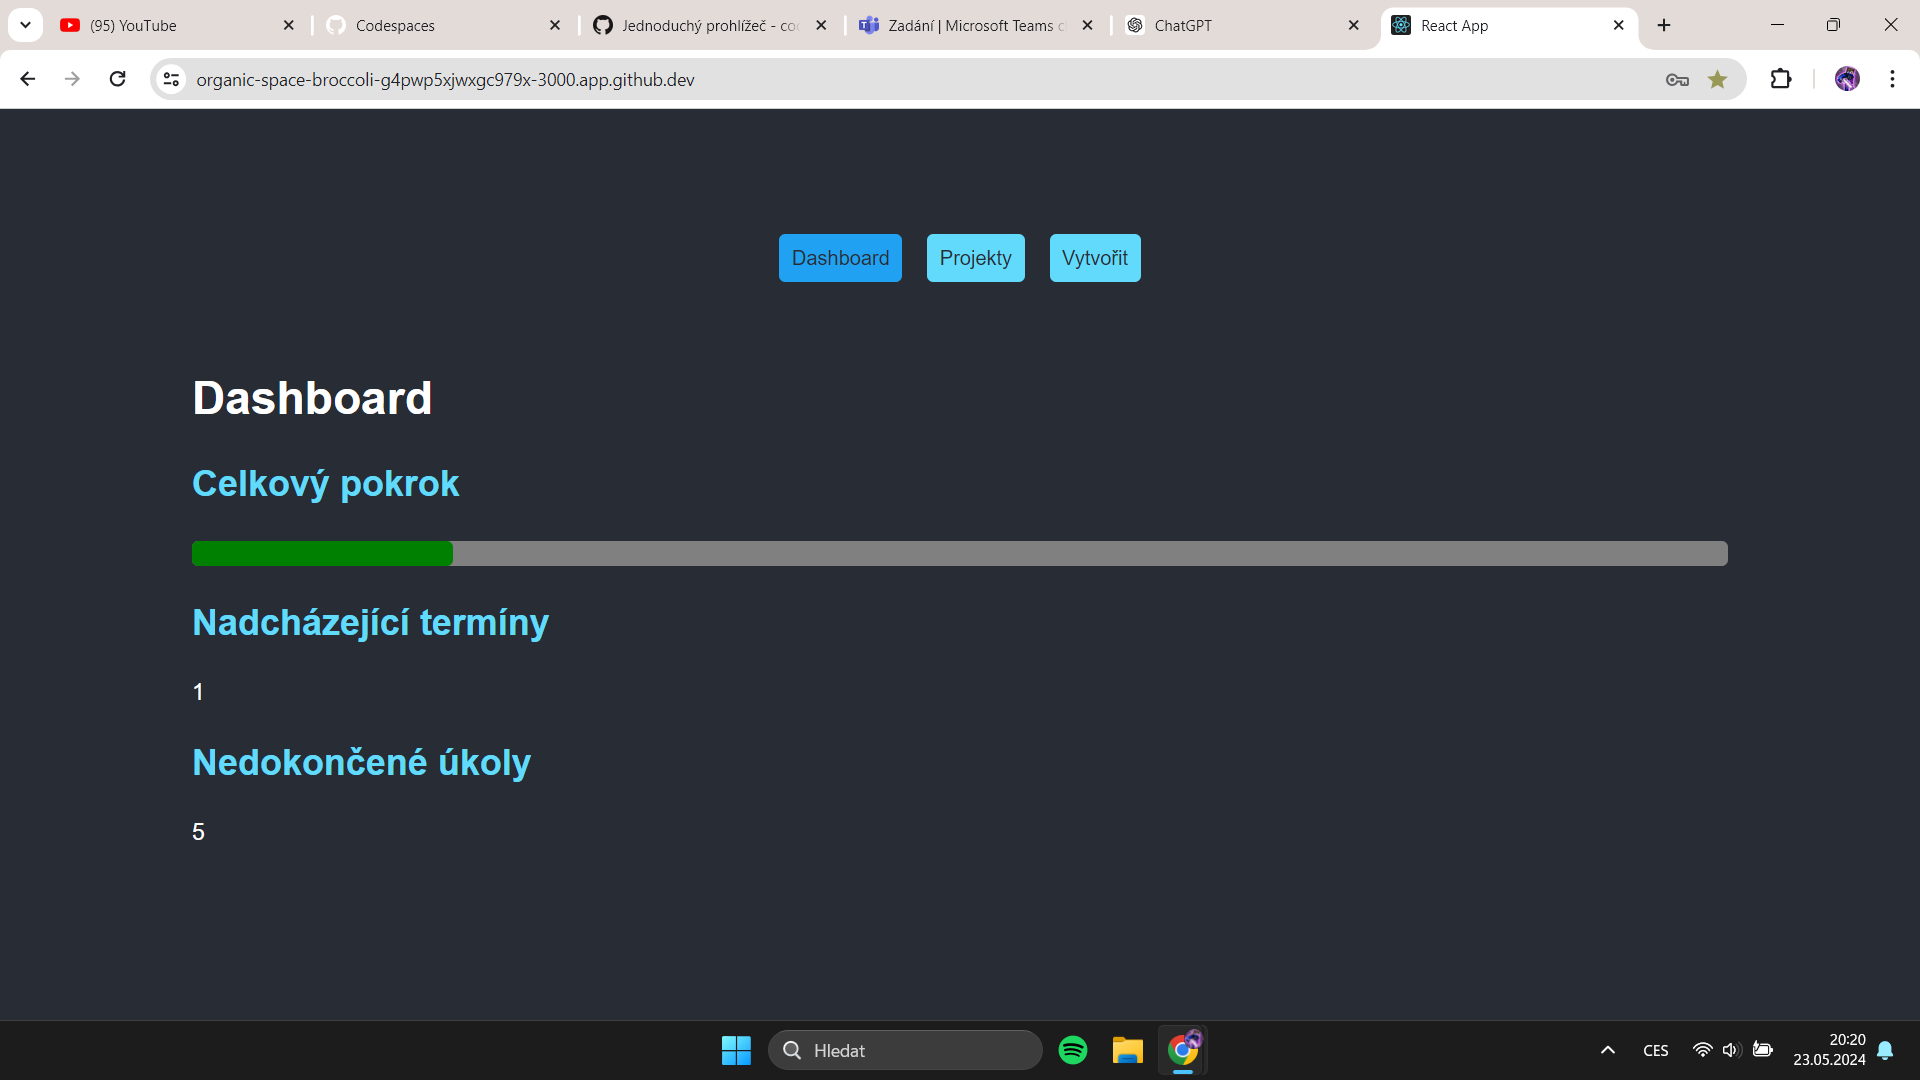 (95) YouTube
Codespaces
Jednoduchý prohlížeč - co
Zadání | Microsoft Teams c
ChatGPT
React App
organic-space-broccoli-g4pwp5xjwxgc979x-3000.app.github.dev
Dashboard
Projekty
Vytvořit
Dashboard
Celkový pokrok
Nadcházející termíny
1
Nedokončené úkoly
5
Hledat
CES
20:20
23.05.2024